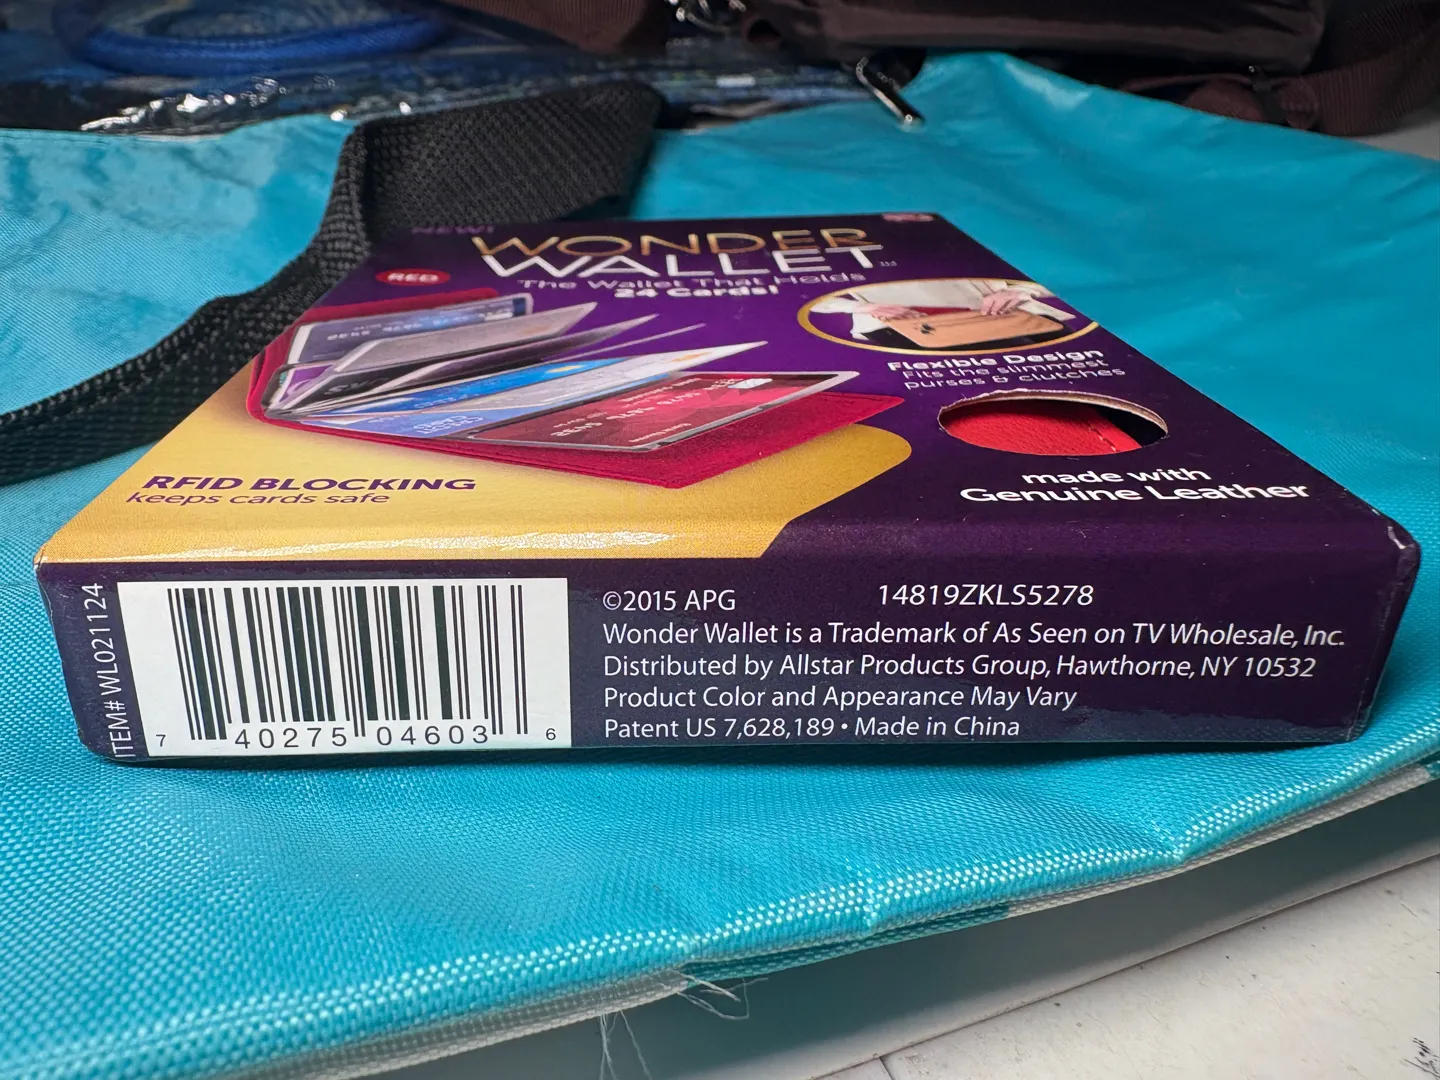 NEW!
WONDER
WALLET
The Wallet That Holds
24 Cards!
RED
Flexible Design
Fits the slimmest
purses & clutches
RFID BLOCKING
keeps cards safe
made with
Genuine Leather
ITEM# WL021124
7 40275 04603 6
©2015 APG 14819ZKLS5278
Wonder Wallet is a Trademark of As Seen on TV Wholesale, Inc.
Distributed by Allstar Products Group, Hawthorne, NY 10532
Product Color and Appearance May Vary
Patent US 7,628,189 • Made in China